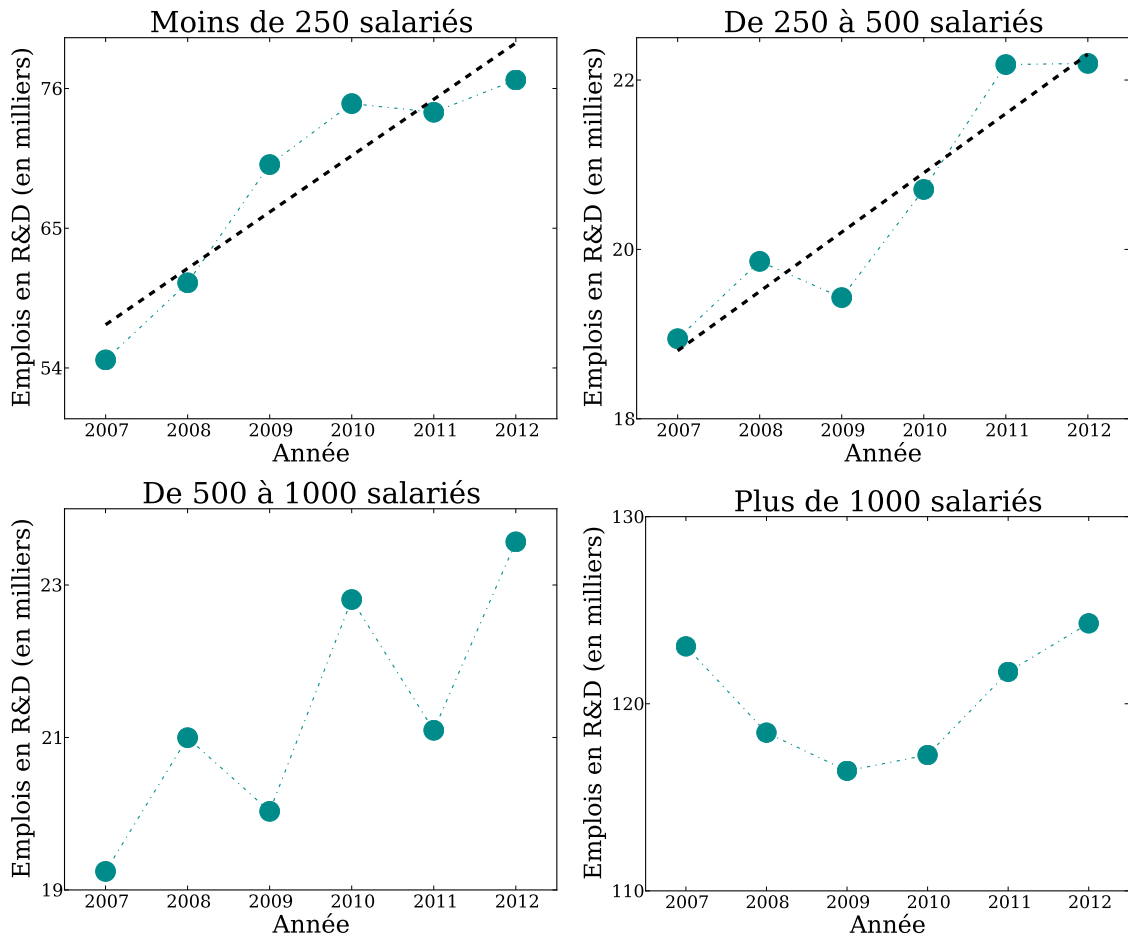 Moins de 250 salariés
Emplois en R&D (en milliers)
76
65
54
2007 2008 2009 2010 2011 2012
Année
De 250 à 500 salariés
Emplois en R&D (en milliers)
22
20
18
2007 2008 2009 2010 2011 2012
Année
De 500 à 1000 salariés
Emplois en R&D (en milliers)
23
21
19
2007 2008 2009 2010 2011 2012
Année
Plus de 1000 salariés
Emplois en R&D (en milliers)
130
120
110
2007 2008 2009 2010 2011 2012
Année